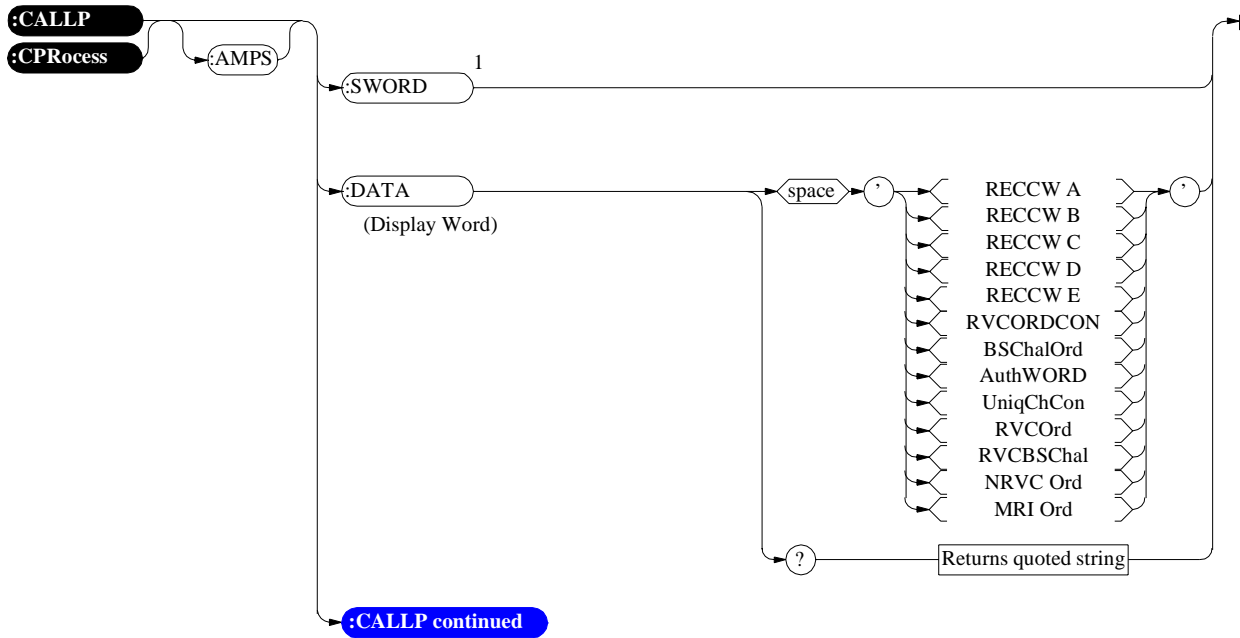 :CALLP
:CPRocess
:AMPS
:SWORD
1
:DATA
(Display Word)
space
’
RECCW A
RECCW B
RECCW C
RECCW D
RECCW E
RVCORDCON
BSChalOrd
AuthWORD
UniqChCon
RVCOrd
RVCBSChal
NRVC Ord
MRI Ord
’
?
Returns quoted string
:CALLP continued